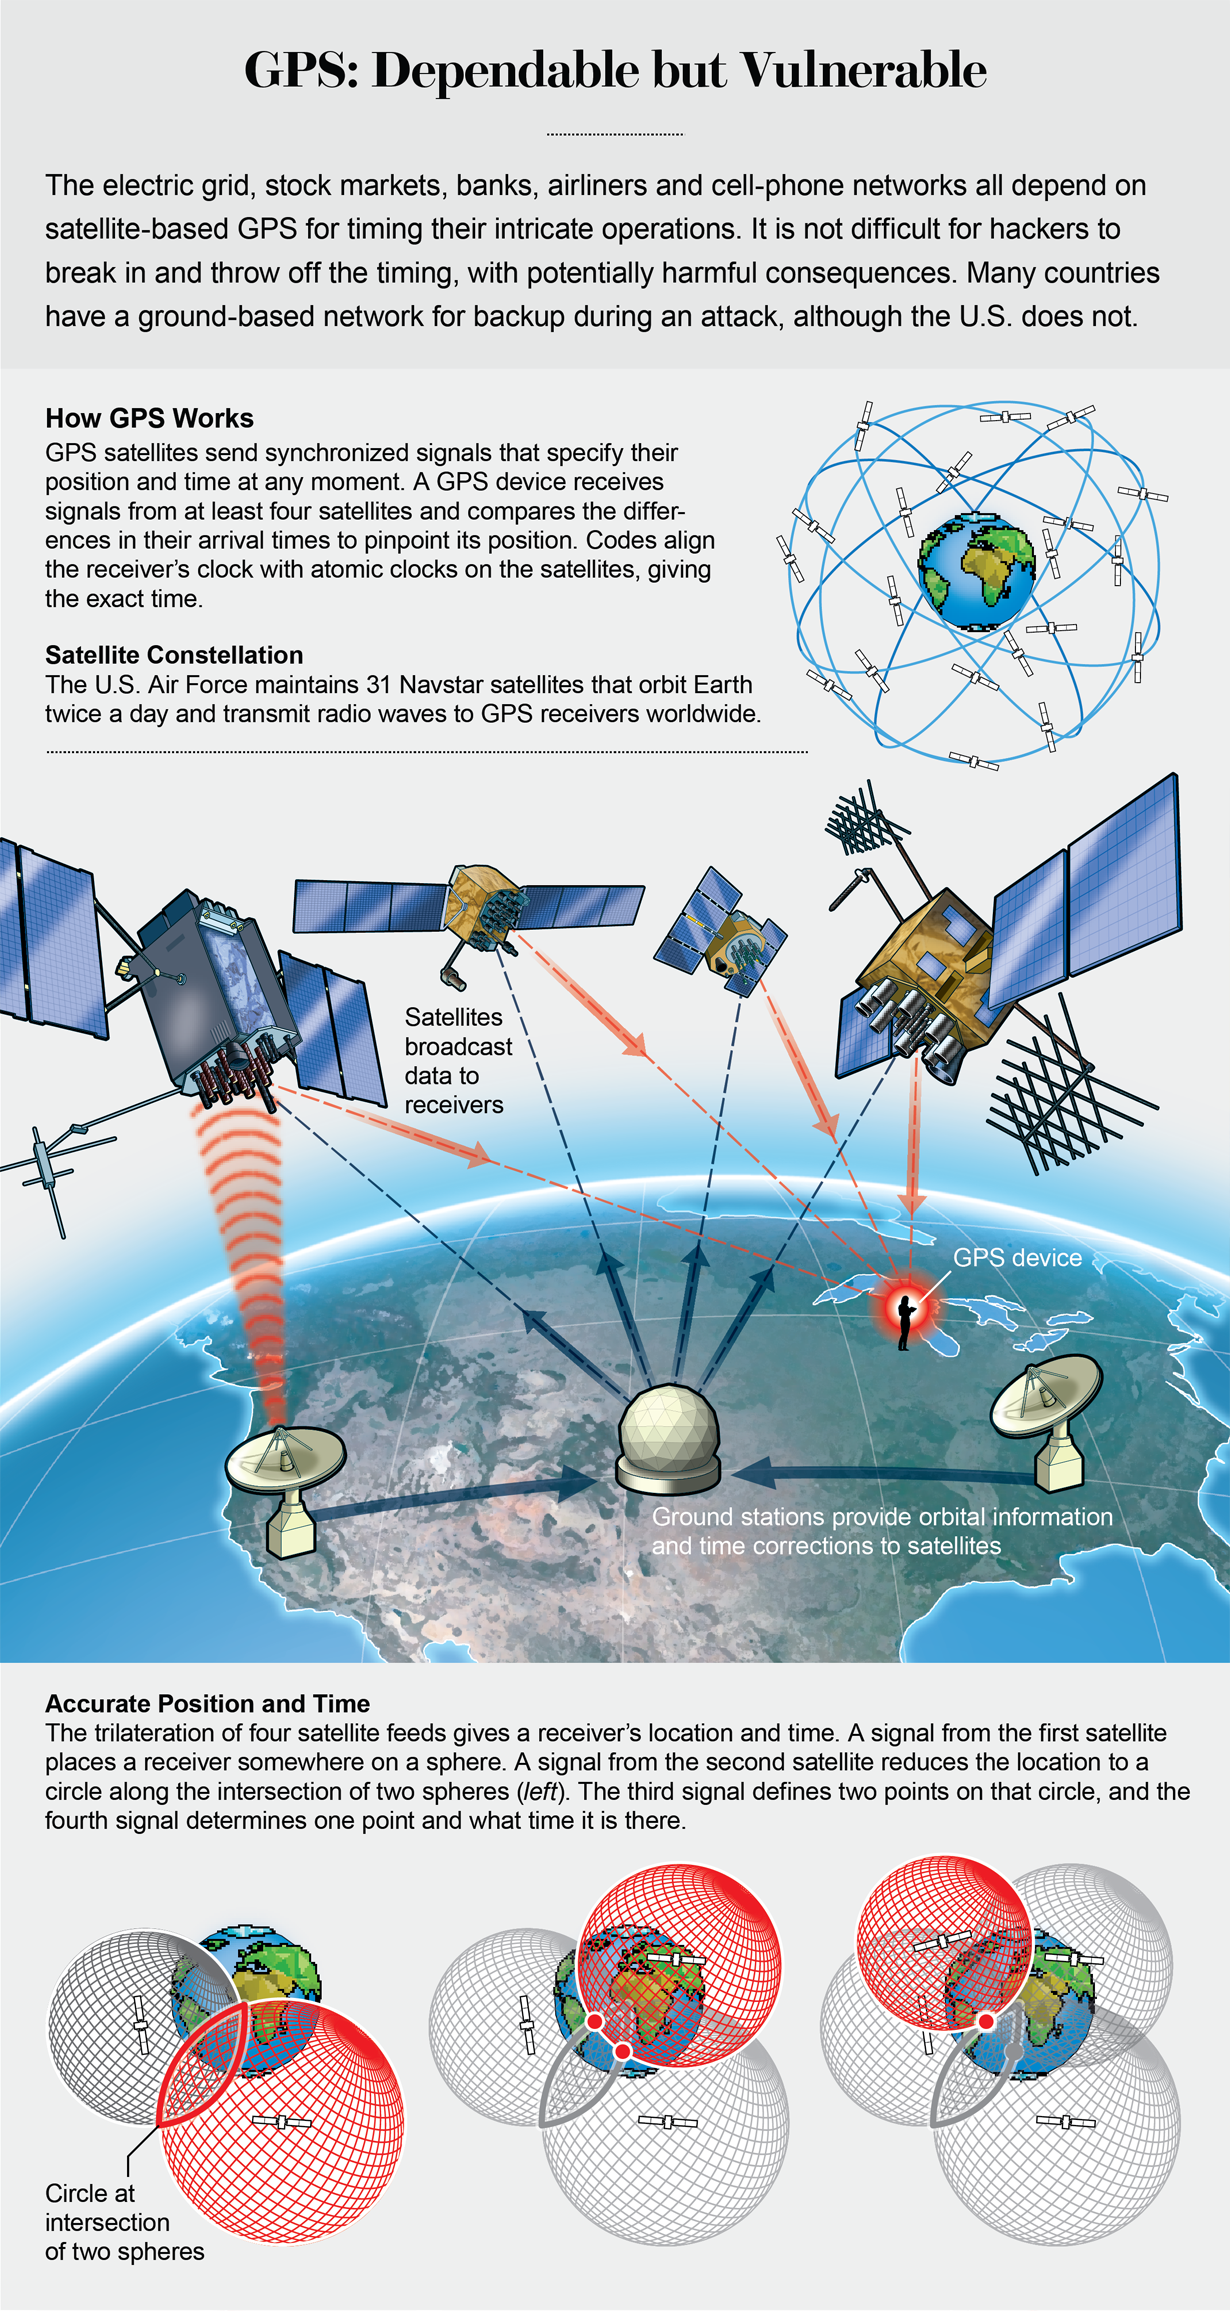 GPS: Dependable but Vulnerable
The electric grid, stock markets, banks, airliners and cell-phone networks all depend on
satellite-based GPS for timing their intricate operations. It is not difficult for hackers to
break in and throw off the timing, with potentially harmful consequences. Many countries
have a ground-based network for backup during an attack, although the U.S. does not.
How GPS Works
GPS satellites send synchronized signals that specify their
position and time at any moment. A GPS device receives
signals from at least four satellites and compares the differ-
ences in their arrival times to pinpoint its position. Codes align
the receiver's clock with atomic clocks on the satellites, giving
the exact time.
Satellite Constellation
The U.S. Air Force maintains 31 Navstar satellites that orbit Earth
twice a day and transmit radio waves to GPS receivers worldwide.
Satellites
broadcast
data to
receivers
GPS device
Ground stations provide orbital information
and time corrections to satellites
Accurate Position and Time
The trilateration of four satellite feeds gives a receiver's location and time. A signal from the first satellite
places a receiver somewhere on a sphere. A signal from the second satellite reduces the location to a
circle along the intersection of two spheres (left). The third signal defines two points on that circle, and the
fourth signal determines one point and what time it is there.
Circle at
intersection
of two spheres